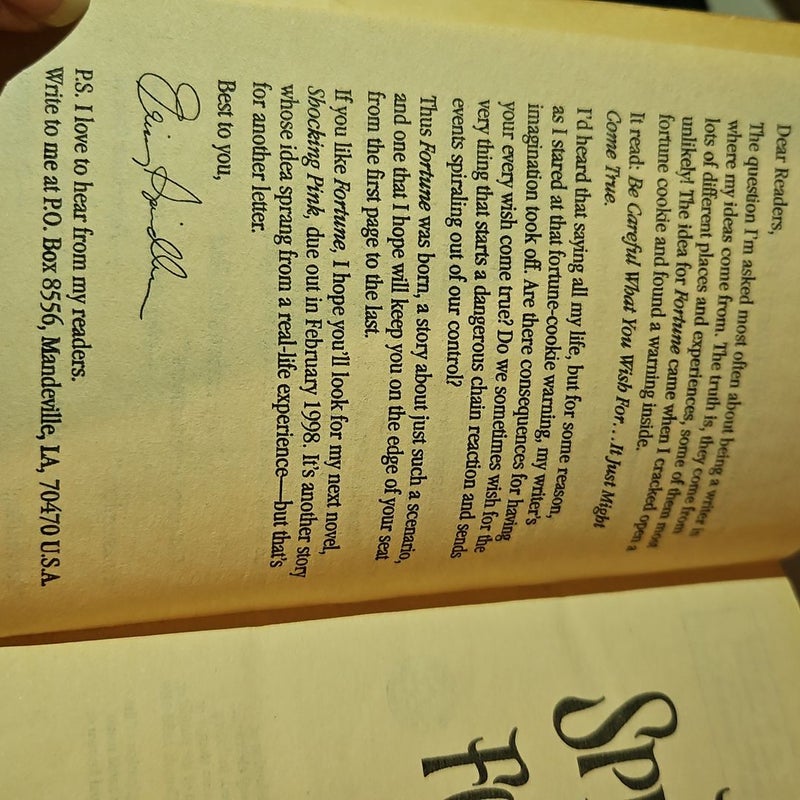 Dear Readers,
The question I'm asked most often about being a writer is
where my ideas come from. The truth is, they come from
lots of different places and experiences, some of them most
unlikely! The idea for Fortune came when I cracked open a
fortune cookie and found a warning inside.
It read: Be Careful What You Wish For...It Just Might
Come True.
I'd heard that saying all my life, but for some reason,
as I stared at that fortune-cookie warning, my writer's
imagination took off. Are there consequences for having
your every wish come true? Do we sometimes wish for the
very thing that starts a dangerous chain reaction and sends
events spiraling out of our control?
Thus Fortune was born, a story about just such a scenario,
and one that I hope will keep you on the edge of your seat
from the first page to the last.
If you like Fortune, I hope you'll look for my next novel,
Shocking Pink, due out in February 1998. It's another story
whose idea sprang from a real-life experience—but that's
for another letter.
Best to you,
Erica Spindler
P.S. I love to hear from my readers.
Write to me at P.O. Box 8556, Mandeville, LA, 70470 U.S.A.